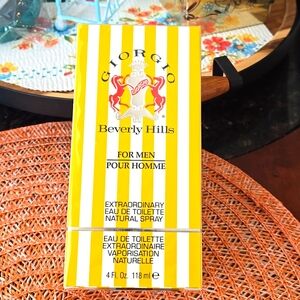 GIORGIO
®
Beverly Hills
FOR MEN
POUR HOMME
EXTRAORDINARY
EAU DE TOILETTE
NATURAL SPRAY
EAU DE TOILETTE
EXTRAORDINAIRE
VAPORISATION
NATURELLE
4 Fl. Oz. 118 ml ℮